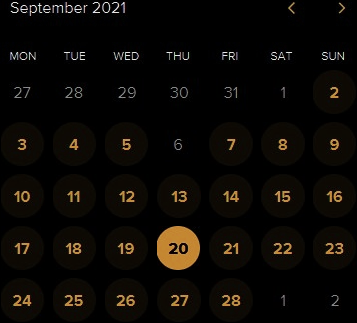 September 2021
MON TUE WED THU FRI SAT SUN
27 28 29 30 31 1 2
3 4 5 6 7 8 9
10 11 12 13 14 15 16
17 18 19 20 21 22 23
24 25 26 27 28 1 2